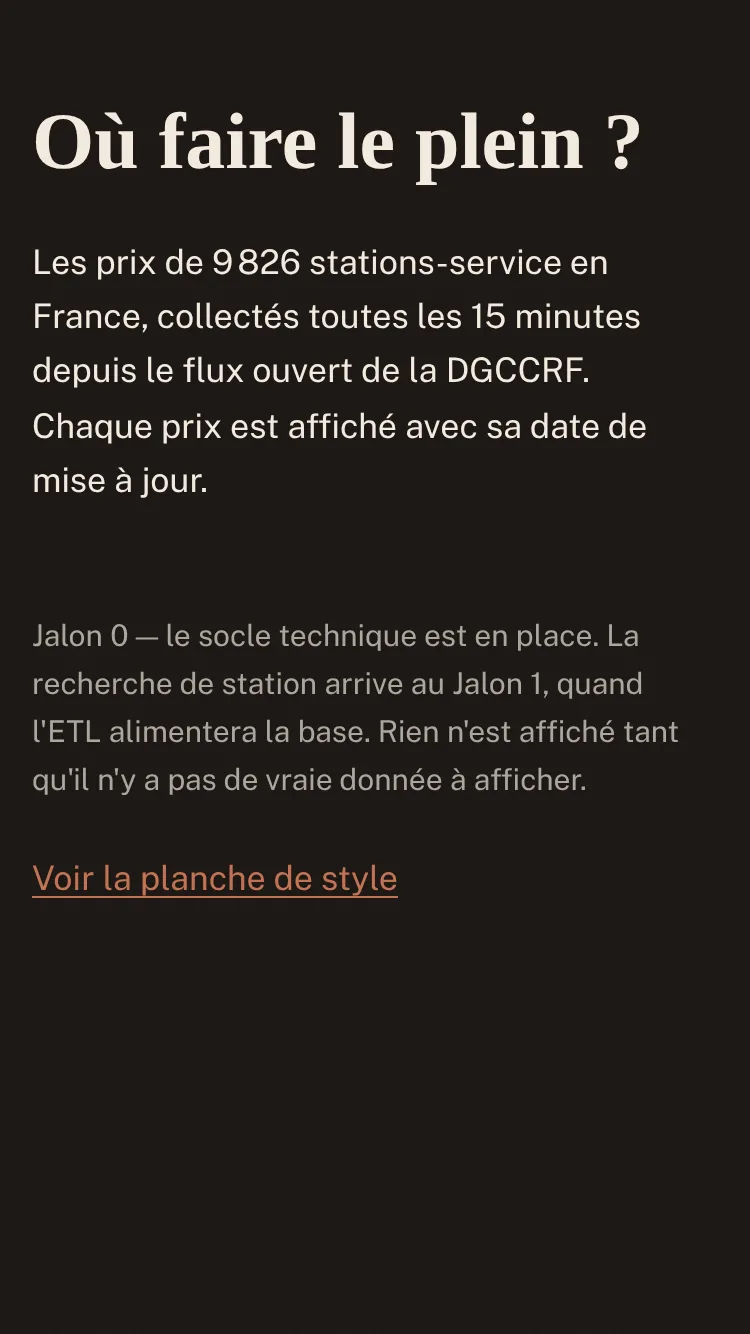 Où faire le plein ?
Les prix de 9 826 stations-service en
France, collectés toutes les 15 minutes
depuis le flux ouvert de la DGCCRF.
Chaque prix est affiché avec sa date de
mise à jour.
Jalon 0 — le socle technique est en place. La
recherche de station arrive au Jalon 1, quand
l'ETL alimentera la base. Rien n'est affiché tant
qu'il n'y a pas de vraie donnée à afficher.
Voir la planche de style